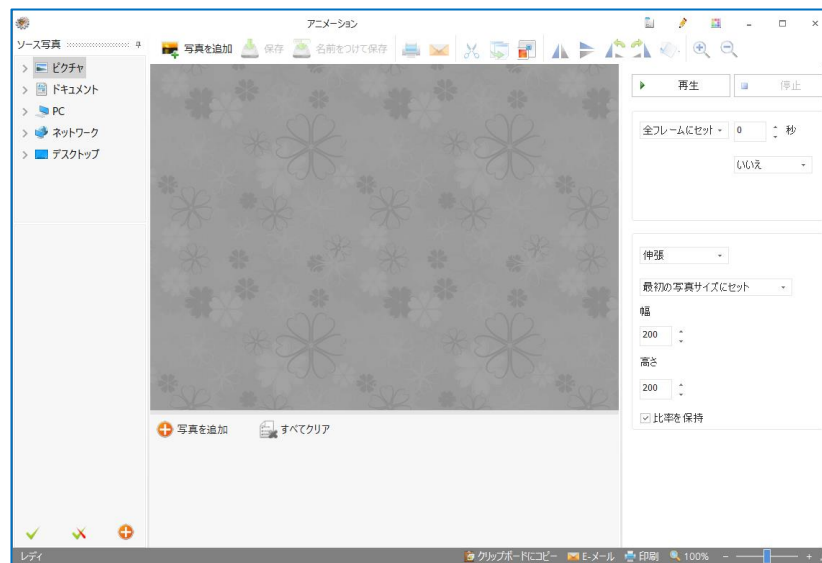 アニメーション
ソース写真
写真を追加 保存 名前をつけて保存
ピクチャ
ドキュメント
PC
ネットワーク
デスクトップ
再生 停止
全フレームにセット 0 秒
いいえ
伸張
最初の写真サイズにセット
幅
200
高さ
200
比率を保持
写真を追加 すべてクリア
レディ クリップボードにコピー E-メール 印刷 100% - +